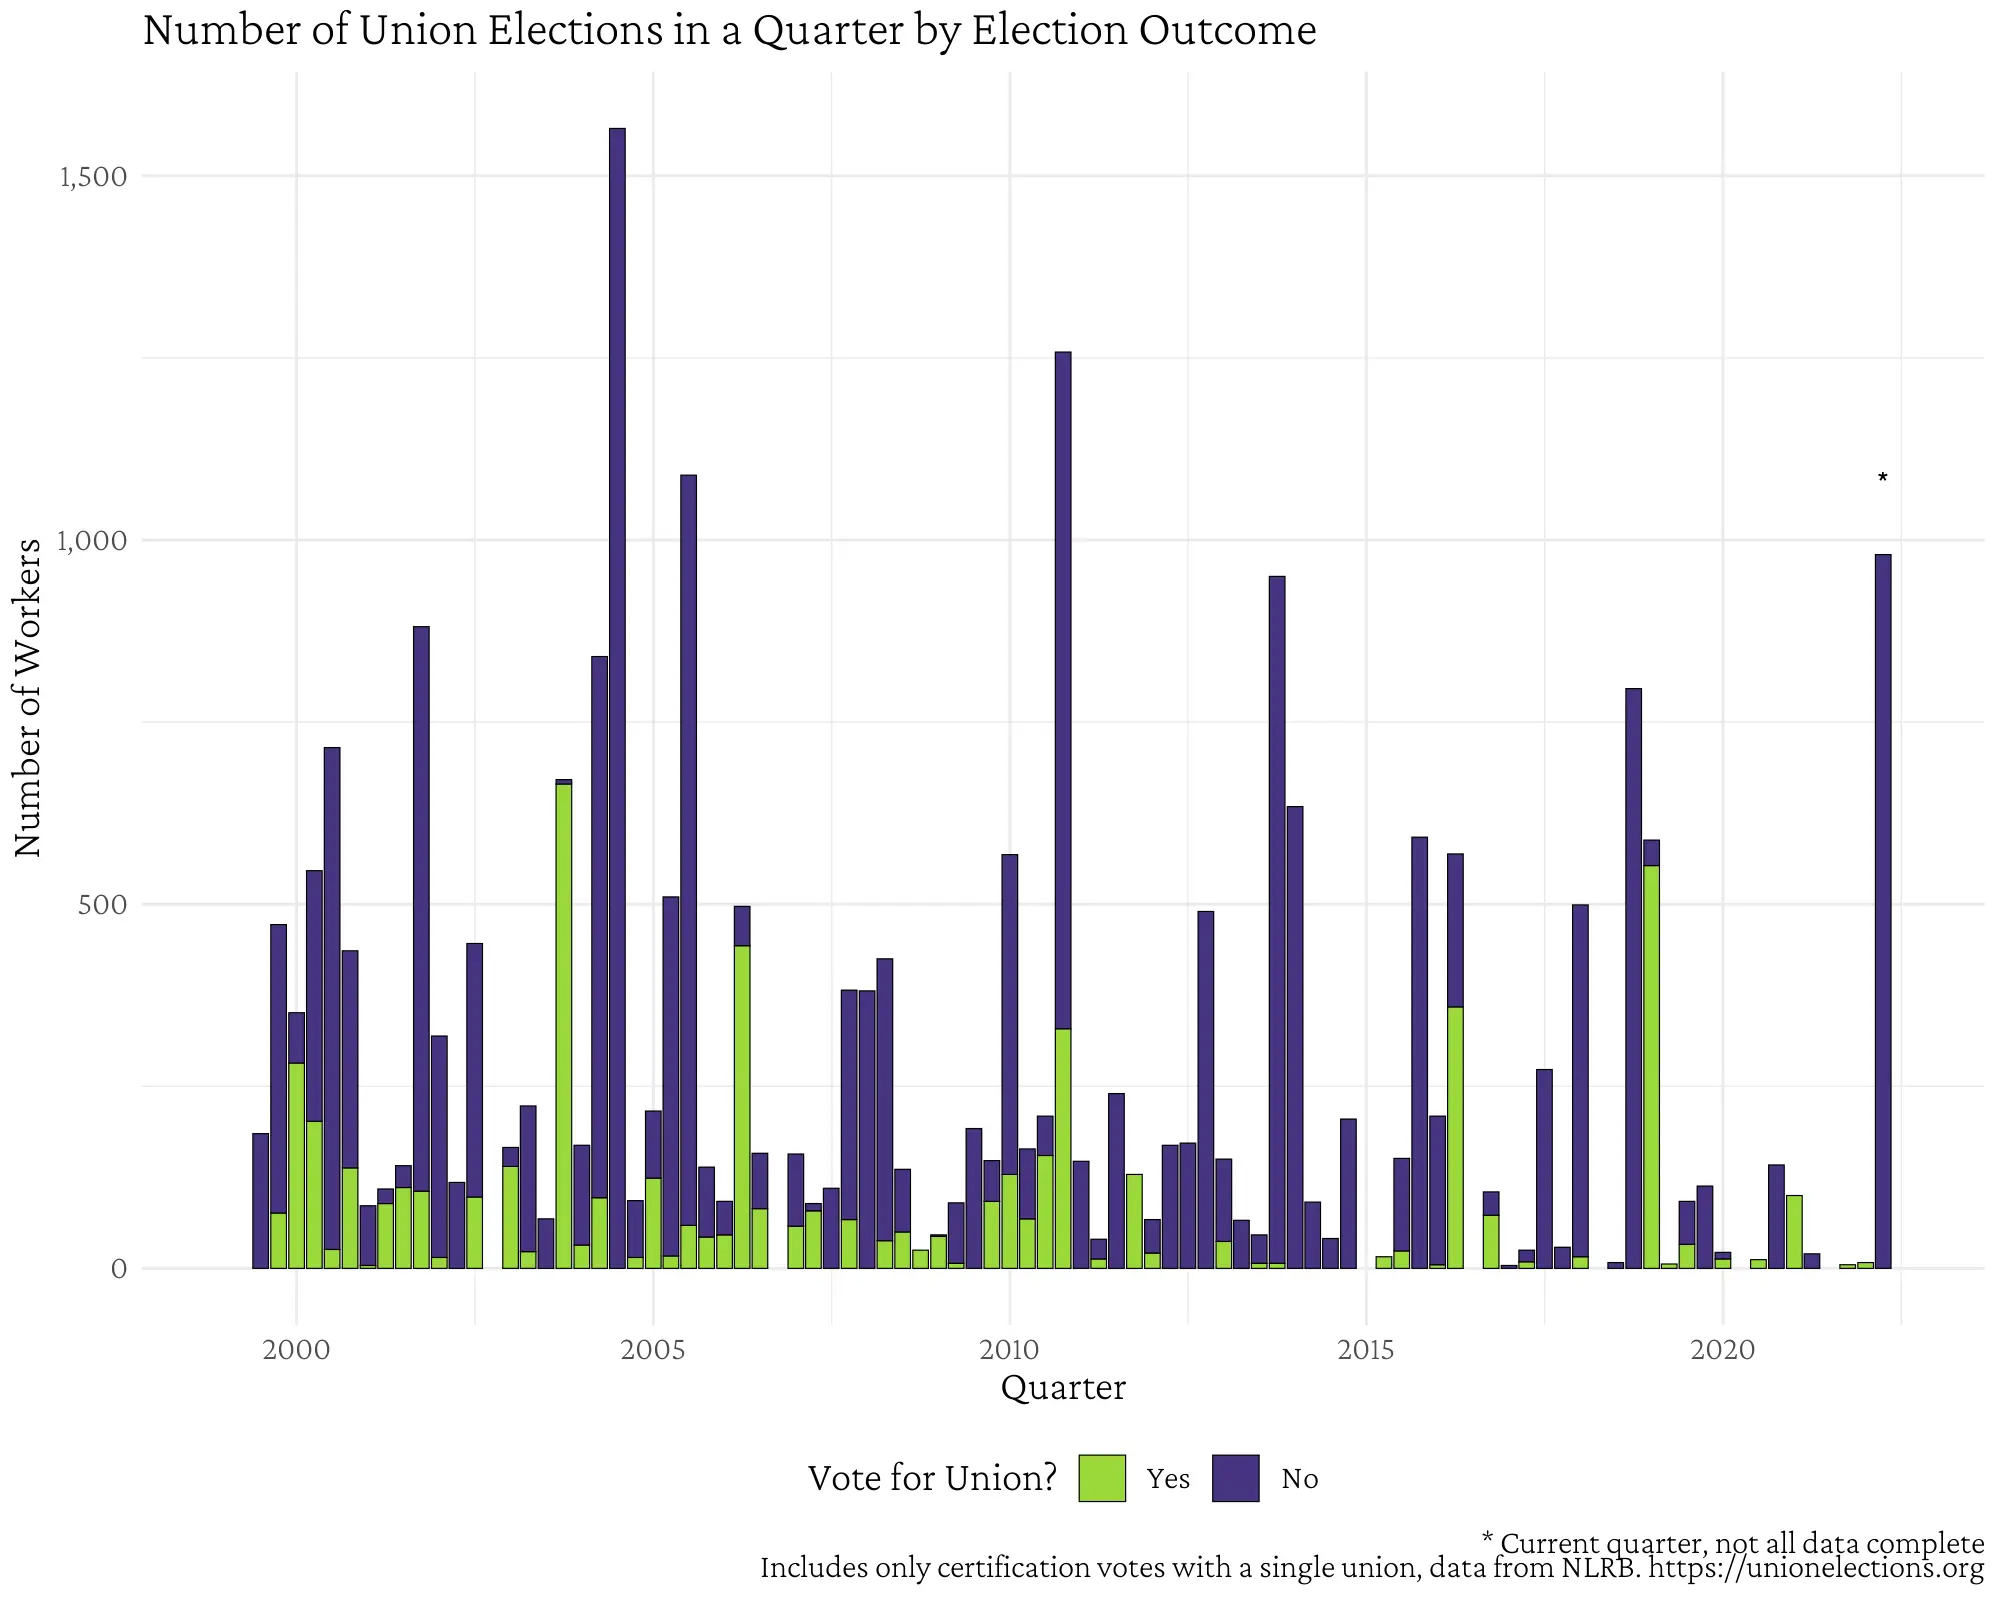 Number of Union Elections in a Quarter by Election Outcome
Number of Workers
1,500
1,000
500
0
*
2000 2005 2010 2015 2020
Quarter
Vote for Union? Yes No
* Current quarter, not all data complete
Includes only certification votes with a single union, data from NLRB. https://unionelections.org